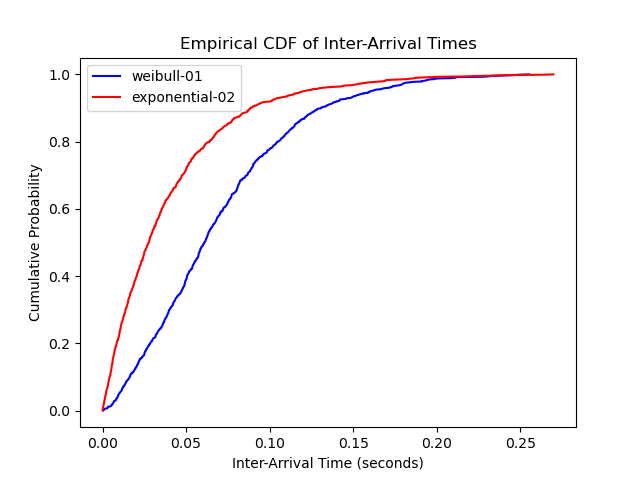 Empirical CDF of Inter-Arrival Times
weibull-01
exponential-02
1.0
0.8
0.6
0.4
0.2
0.0
Cumulative Probability
0.00 0.05 0.10 0.15 0.20 0.25
Inter-Arrival Time (seconds)